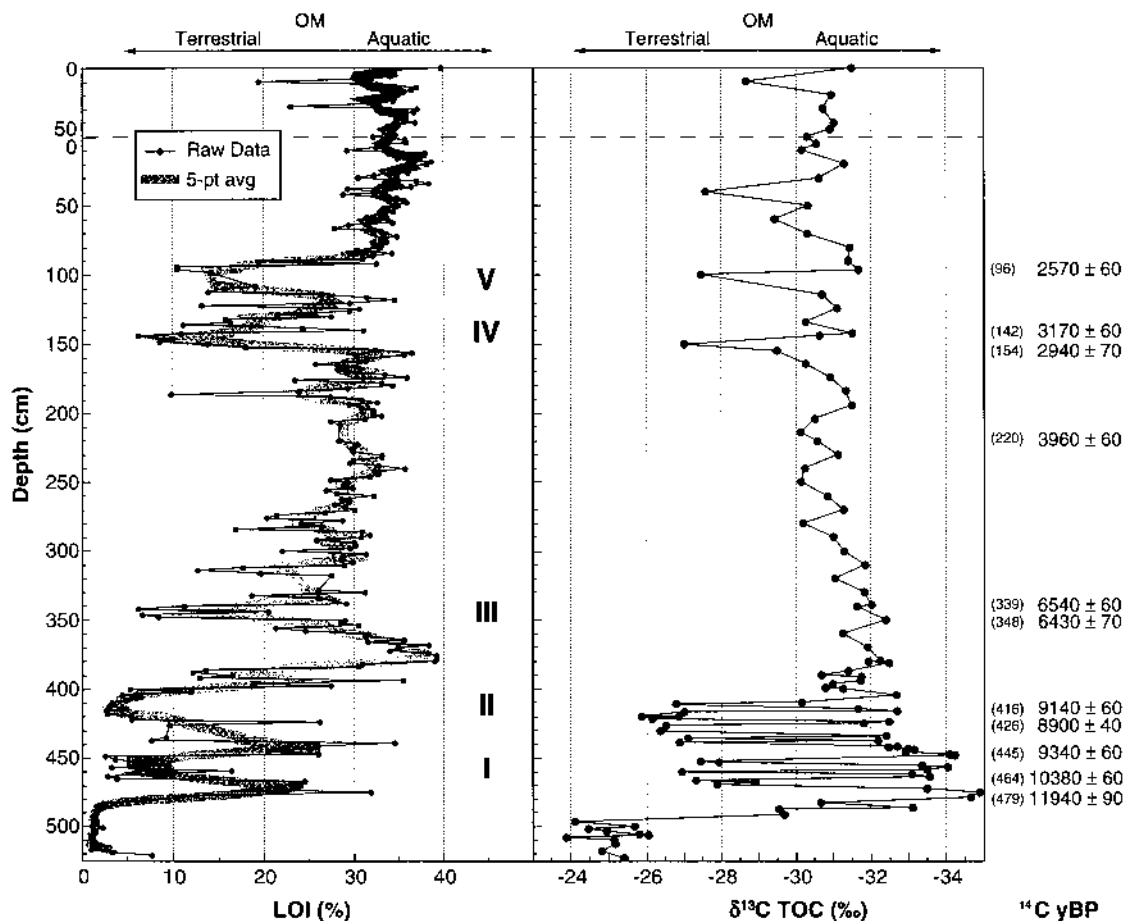 OM OM
Terrestrial Aquatic Terrestrial Aquatic
0
50
0
Raw Data
5-pt avg
50
100
V
(96) 2570 ± 60
IV
(142) 3170 ± 60
150
(154) 2940 ± 70
200
(220) 3960 ± 60
Depth (cm)
250
300
(339) 6540 ± 60
350
III
(348) 6430 ± 70
400
II
(416) 9140 ± 60
(426) 8900 ± 40
450
(445) 9340 ± 60
I
(464) 10380 ± 60
(479) 11940 ± 90
500
0 10 20 30 40 -24 -26 -28 -30 -32 -34
LOI (%) δ¹³C TOC (‰) ¹⁴C yBP